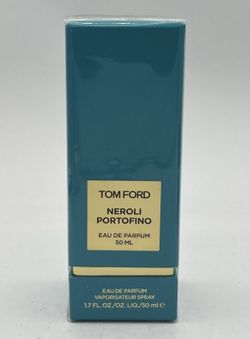 TOM FORD
NEROLI
PORTOFINO
EAU DE PARFUM
50 ML
EAU DE PARFUM
VAPORISATEUR SPRAY
1.7 FL. OZ./OZ. LIQ./50 ml ℮